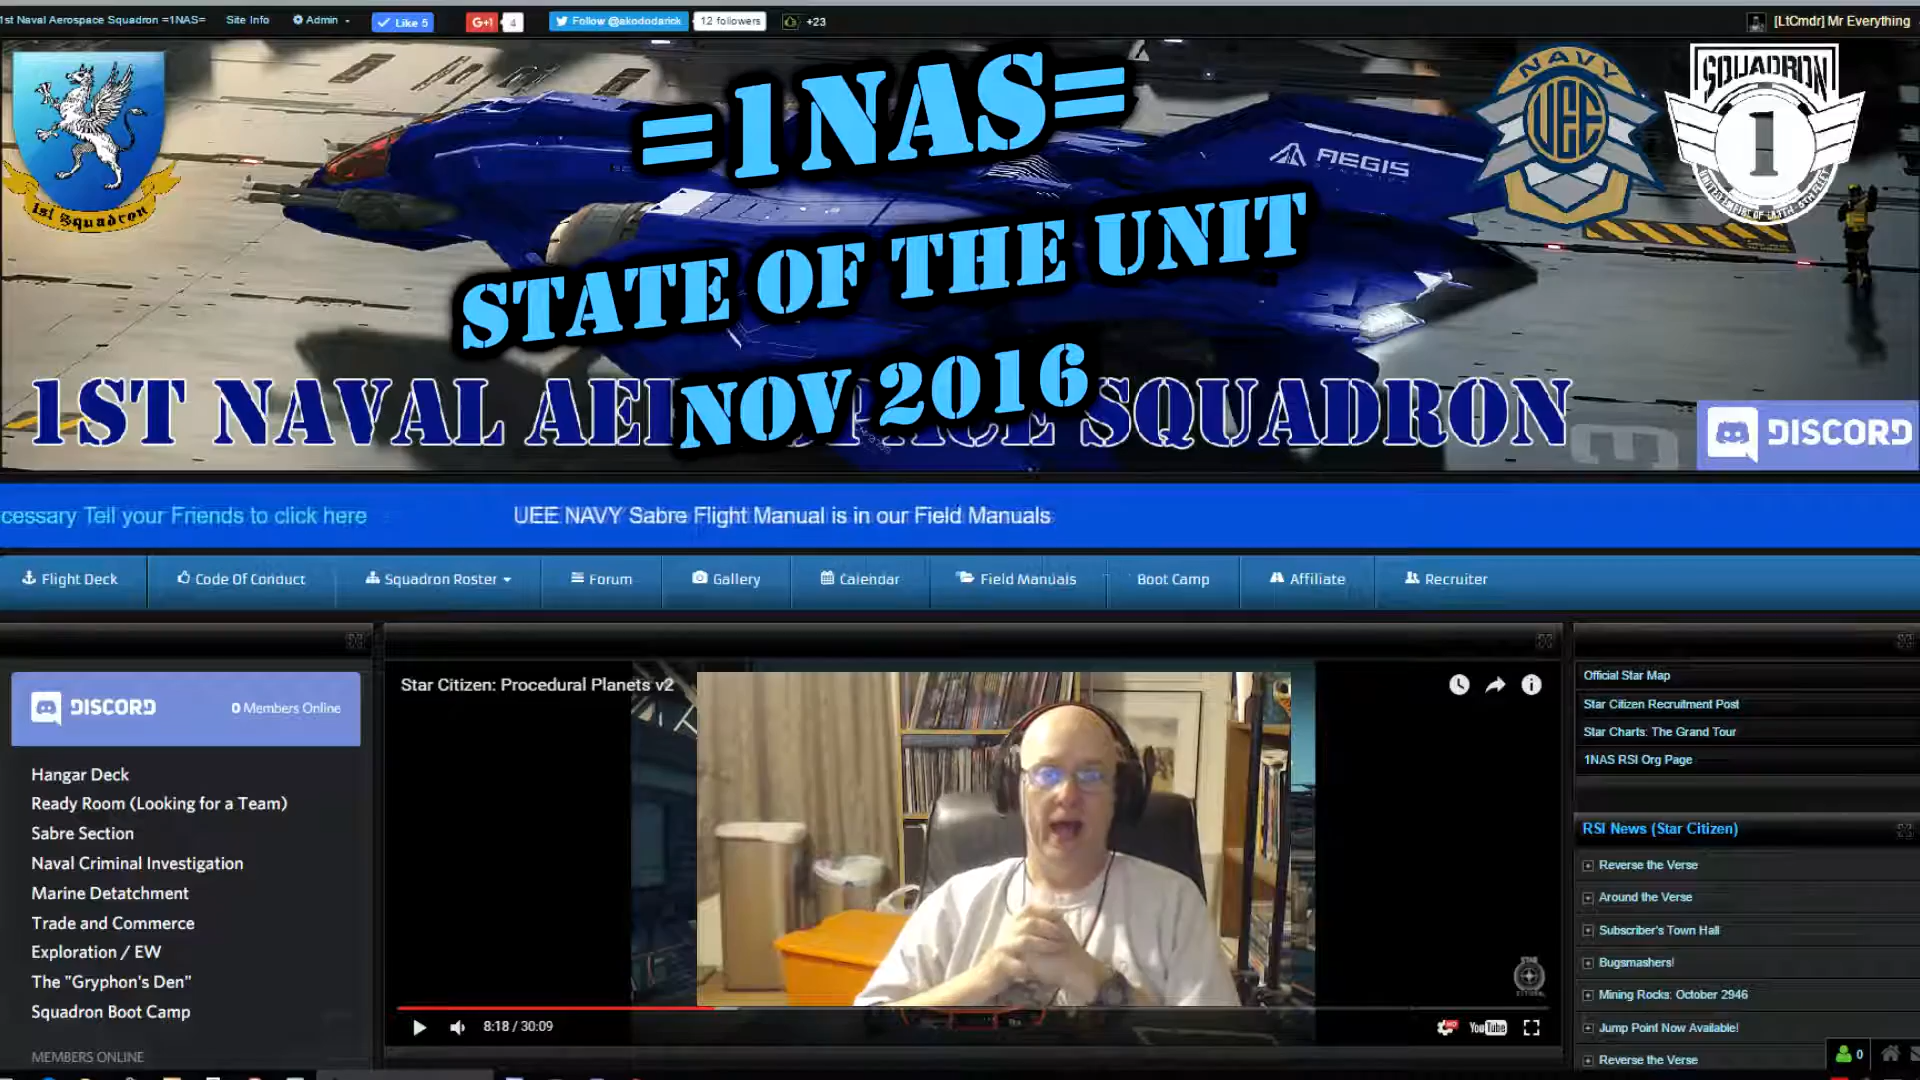 1st Naval Aerospace Squadron =1NAS=
Site Info
Admin
Like 5
G+1
4
Follow @akododarick
12 followers
+23
[LtCmdr] Mr Everything
1st Squadron
=1NAS=
STATE OF THE UNIT
NOV 2016
AEGIS
NAVY
UEE
SQUADRON
1
1ST NAVAL AEROSPACE SQUADRON
DISCORD
cessary Tell your Friends to click here
UEE NAVY Sabre Flight Manual is in our Field Manuals
Flight Deck
Code Of Conduct
Squadron Roster
Forum
Gallery
Calendar
Field Manuals
Boot Camp
Affiliate
Recruiter
DISCORD
0 Members Online
Hangar Deck
Ready Room (Looking for a Team)
Sabre Section
Naval Criminal Investigation
Marine Detatchment
Trade and Commerce
Exploration / EW
The "Gryphon's Den"
Squadron Boot Camp
MEMBERS ONLINE
Star Citizen: Procedural Planets v2
8:18 / 30:09
YouTube
Official Star Map
Star Citizen Recruitment Post
Star Charts: The Grand Tour
1NAS RSI Org Page
RSI News (Star Citizen)
Reverse the Verse
Around the Verse
Subscriber's Town Hall
Bugsmashers!
Mining Rocks: October 2946
Jump Point Now Available!
Reverse the Verse
0